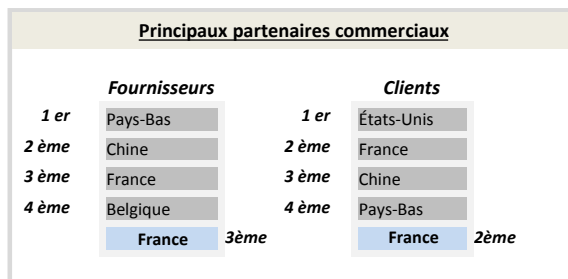 Principaux partenaires commerciaux
Fournisseurs Clients
1 er Pays-Bas 1 er États-Unis
2 ème Chine 2 ème France
3 ème France 3 ème Chine
4 ème Belgique 4 ème Pays-Bas
France 3ème France 2ème